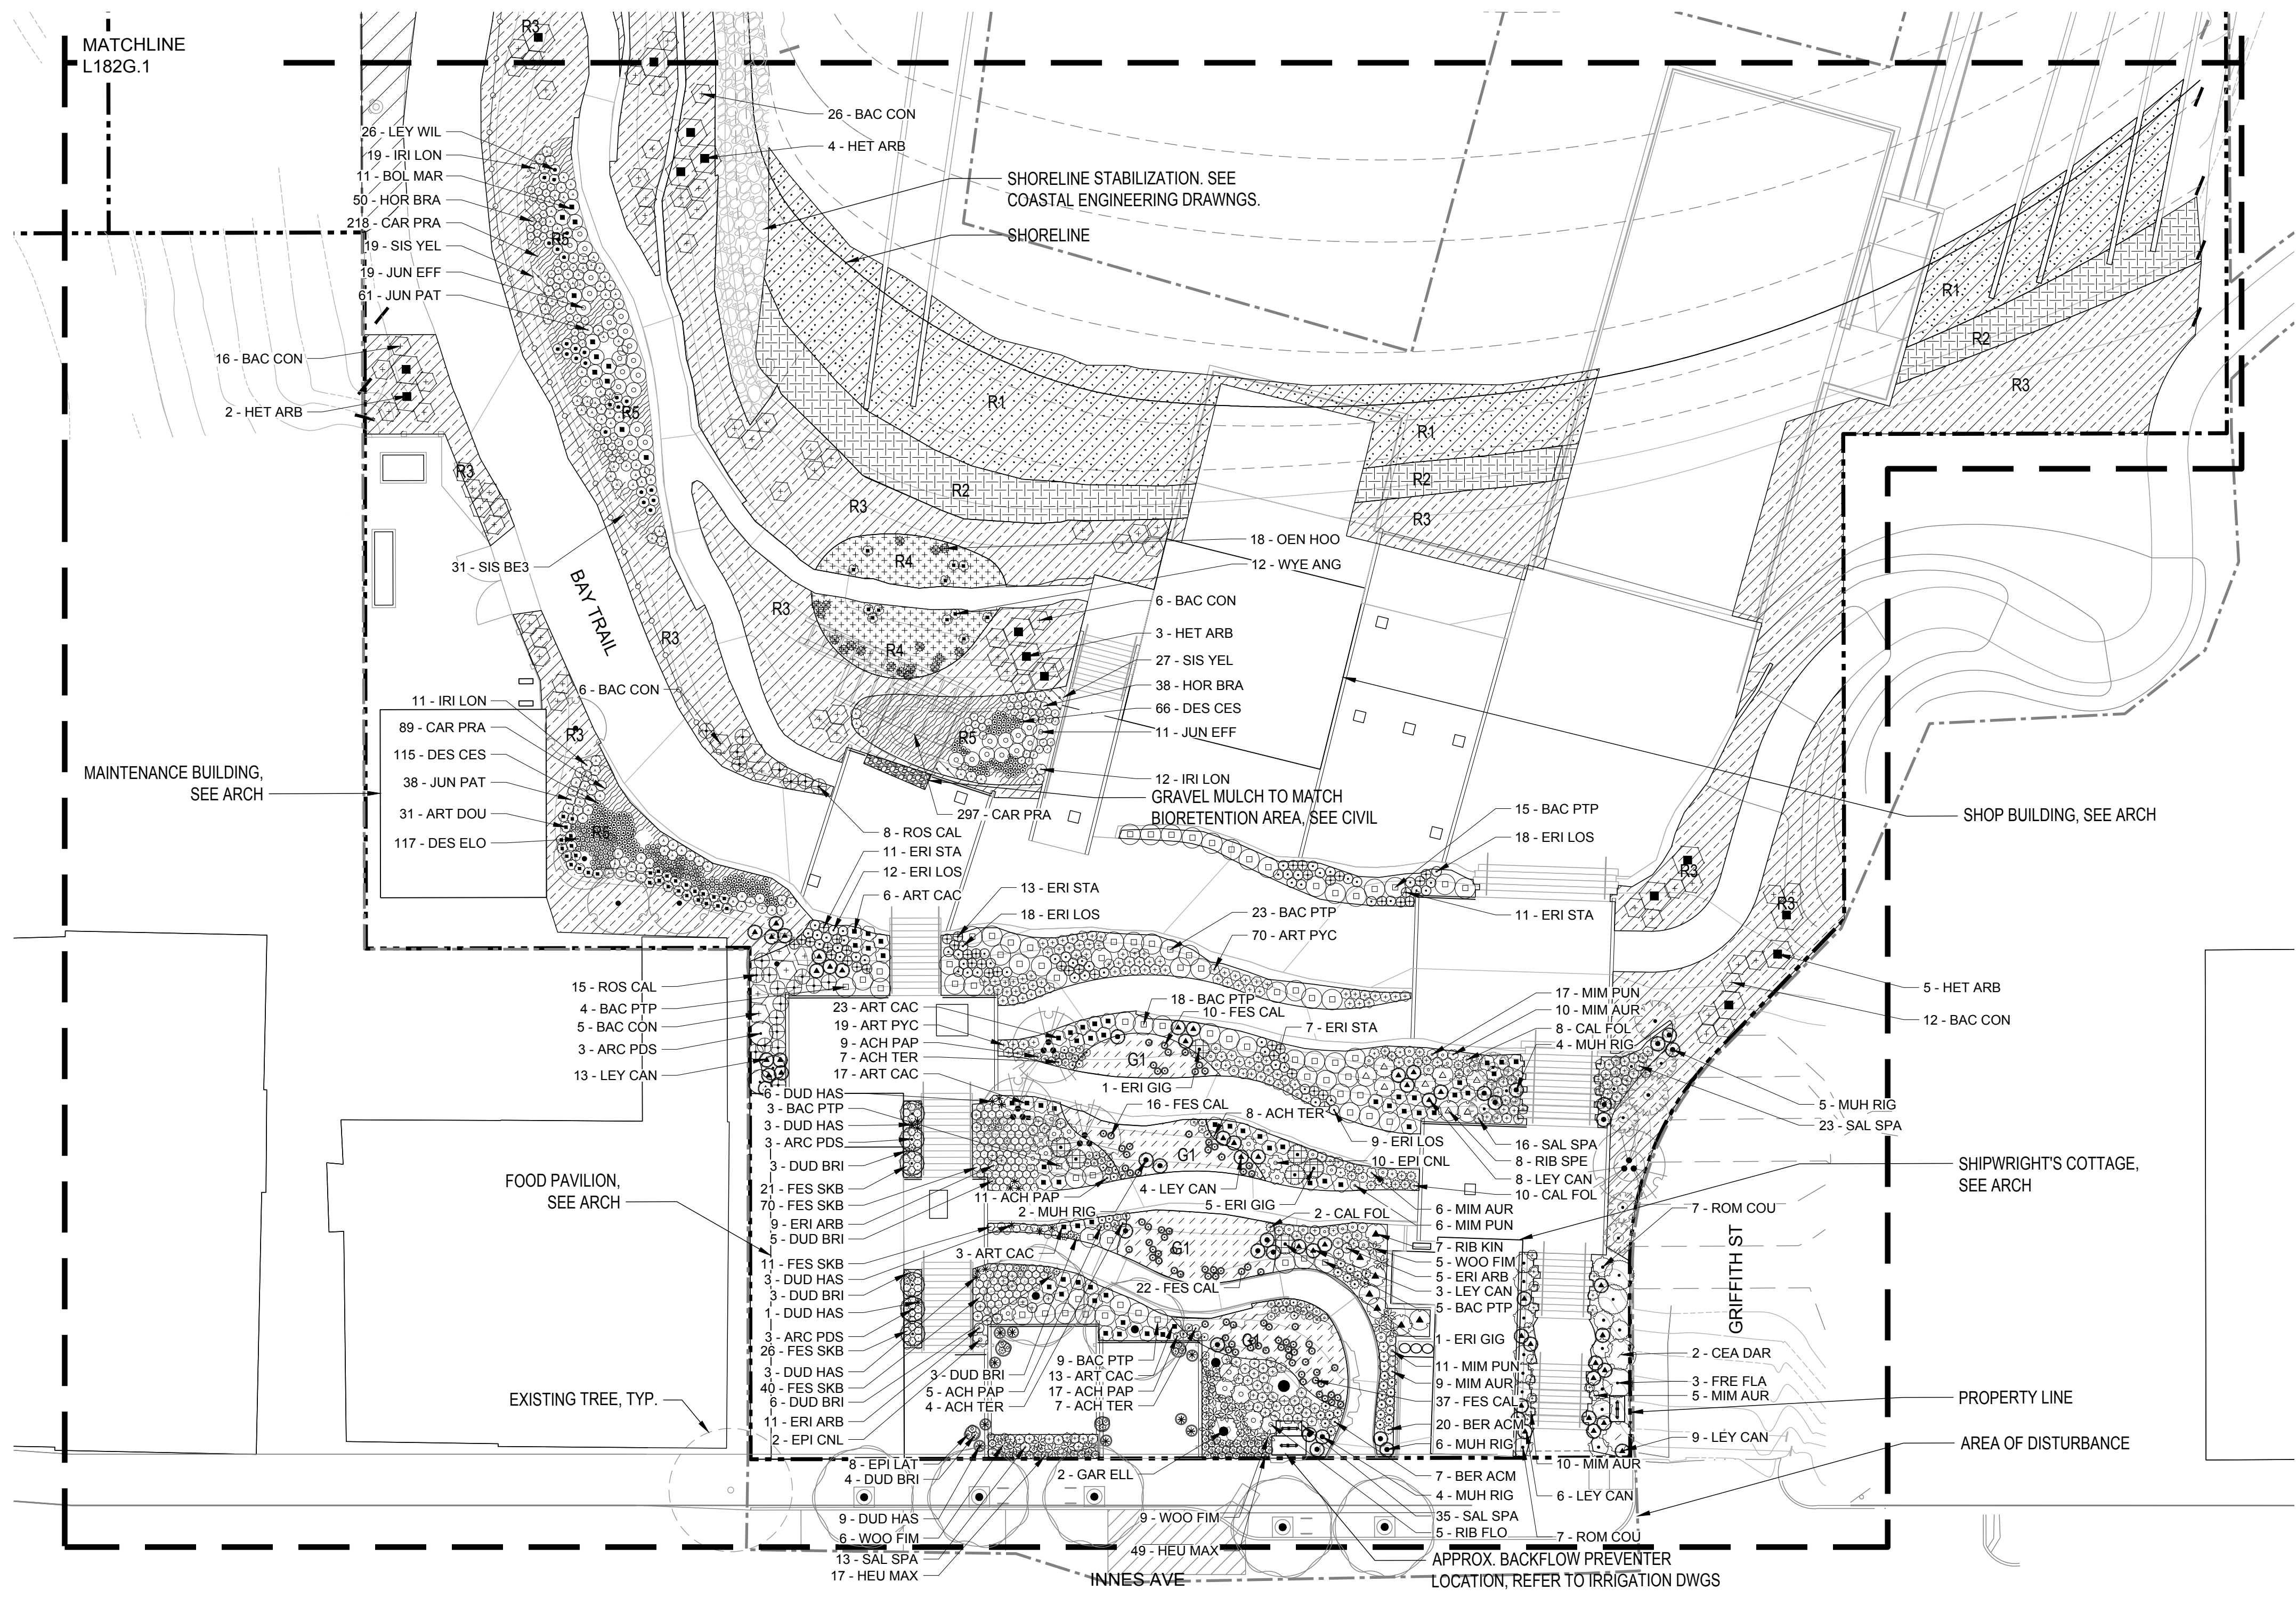 MATCHLINE
L182G.1
R3
26 - LEY WIL
19 - IRI LON
11 - BOL MAR
50 - HOR BRA
218 - CAR PRA
19 - SIS YEL
19 - JUN EFF
61 - JUN PAT
R5
R5
26 - BAC CON
4 - HET ARB
SHORELINE STABILIZATION. SEE
COASTAL ENGINEERING DRAWNGS.
SHORELINE
16 - BAC CON
2 - HET ARB
R3
31 - SIS BE3
BAY TRAIL
R1
R2
R3
R1
R2
R3
R1
R2
R3
R4
R4
R3
R3
18 - OEN HOO
12 - WYE ANG
6 - BAC CON
3 - HET ARB
27 - SIS YEL
38 - HOR BRA
66 - DES CES
11 - JUN EFF
R5
12 - IRI LON
GRAVEL MULCH TO MATCH
BIORETENTION AREA, SEE CIVIL
297 - CAR PRA
6 - BAC CON
11 - IRI LON
89 - CAR PRA
115 - DES CES
38 - JUN PAT
31 - ART DOU
117 - DES ELO
R3
R5
MAINTENANCE BUILDING,
SEE ARCH
8 - ROS CAL
11 - ERI STA
12 - ERI LOS
6 - ART CAC
13 - ERI STA
18 - ERI LOS
23 - BAC PTP
70 - ART PYC
15 - BAC PTP
18 - ERI LOS
11 - ERI STA
SHOP BUILDING, SEE ARCH
R3
R3
5 - HET ARB
12 - BAC CON
15 - ROS CAL
4 - BAC PTP
5 - BAC CON
3 - ARC PDS
13 - LEY CAN
23 - ART CAC
19 - ART PYC
9 - ACH PAP
7 - ACH TER
17 - ART CAC
18 - BAC PTP
10 - FES CAL
7 - ERI STA
G1
1 - ERI GIG
17 - MIM PUN
10 - MIM AUR
8 - CAL FOL
4 - MUH RIG
5 - MUH RIG
23 - SAL SPA
6 - DUD HAS
3 - BAC PTP
3 - DUD HAS
3 - ARC PDS
3 - DUD BRI
21 - FES SKB
70 - FES SKB
9 - ERI ARB
5 - DUD BRI
16 - FES CAL
8 - ACH TER
G1
9 - ERI LOS
10 - EPI CNL
11 - ACH PAP
4 - LEY CAN
2 - MUH RIG
5 - ERI GIG
16 - SAL SPA
8 - RIB SPE
8 - LEY CAN
10 - CAL FOL
6 - MIM AUR
6 - MIM PUN
SHIPWRIGHT'S COTTAGE,
SEE ARCH
7 - ROM COU
FOOD PAVILION,
SEE ARCH
2 - CAL FOL
3 - ART CAC
G1
22 - FES CAL
11 - FES SKB
3 - DUD HAS
3 - DUD BRI
1 - DUD HAS
3 - ARC PDS
26 - FES SKB
3 - DUD HAS
40 - FES SKB
6 - DUD BRI
11 - ERI ARB
2 - EPI CNL
7 - RIB KIN
5 - WOO FIM
5 - ERI ARB
3 - LEY CAN
5 - BAC PTP
1 - ERI GIG
11 - MIM PUN
9 - MIM AUR
37 - FES CAL
20 - BER ACM
6 - MUH RIG
G1
GRIFFITH ST
2 - CEA DAR
3 - FRE FLA
5 - MIM AUR
PROPERTY LINE
9 - LEY CAN
AREA OF DISTURBANCE
3 - DUD BRI
5 - ACH PAP
4 - ACH TER
9 - BAC PTP
13 - ART CAC
17 - ACH PAP
7 - ACH TER
EXISTING TREE, TYP.
8 - EPI LAT
4 - DUD BRI
2 - GAR ELL
7 - BER ACM
4 - MUH RIG
35 - SAL SPA
5 - RIB FLO
10 - MIM AUR
6 - LEY CAN
7 - ROM COU
9 - DUD HAS
6 - WOO FIM
13 - SAL SPA
17 - HEU MAX
9 - WOO FIM
49 - HEU MAX
APPROX. BACKFLOW PREVENTER
LOCATION, REFER TO IRRIGATION DWGS
INNES AVE